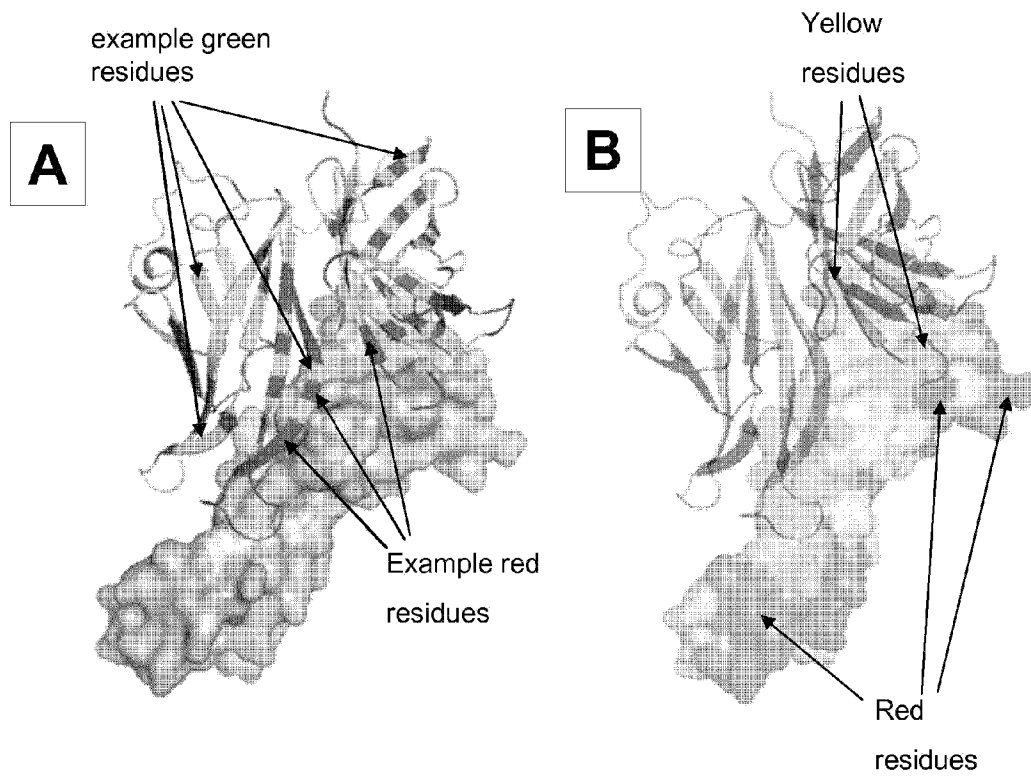 example green
residues
A
Example red
residues
Yellow
residues
B
Red
residues